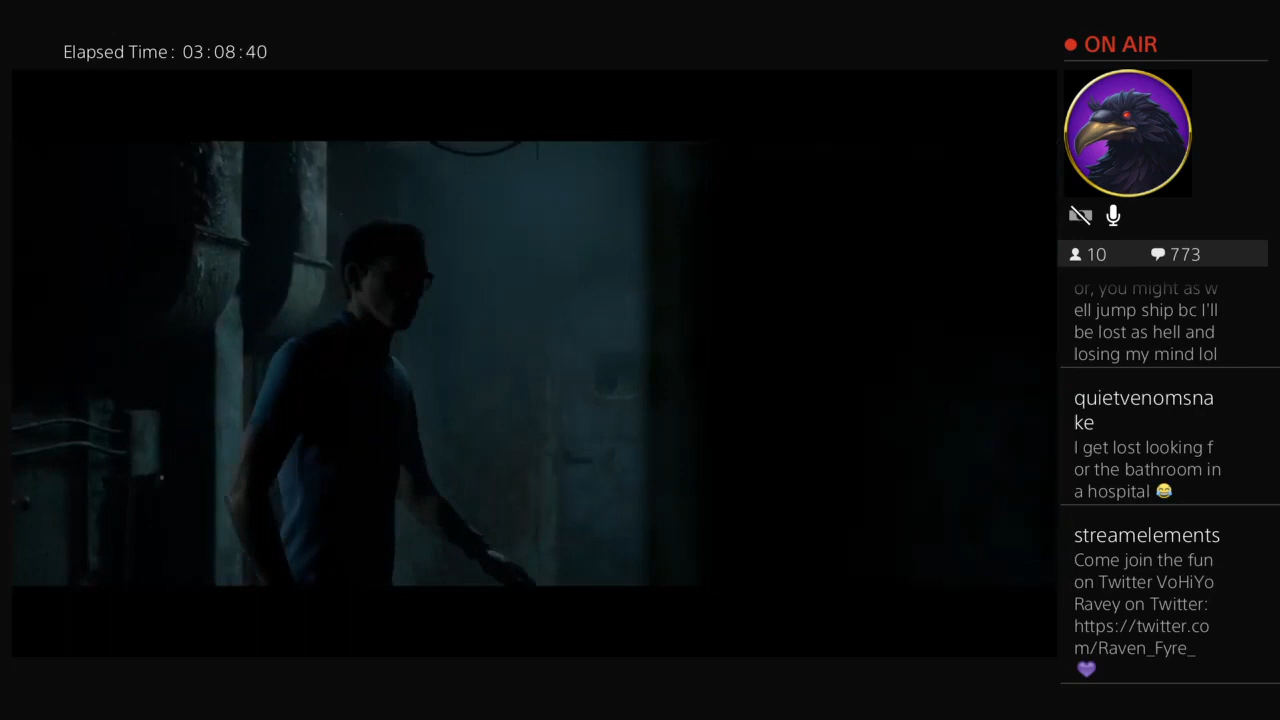 Elapsed Time: 03:08:40
ON AIR
10
773
or, you might as w
ell jump ship bc I'll
be lost as hell and
losing my mind lol
quietvenomsna
ke
I get lost looking f
or the bathroom in
a hospital 😂
streamelements
Come join the fun
on Twitter VoHiYo
Ravey on Twitter:
https://twitter.co
m/Raven_Fyre_
💜